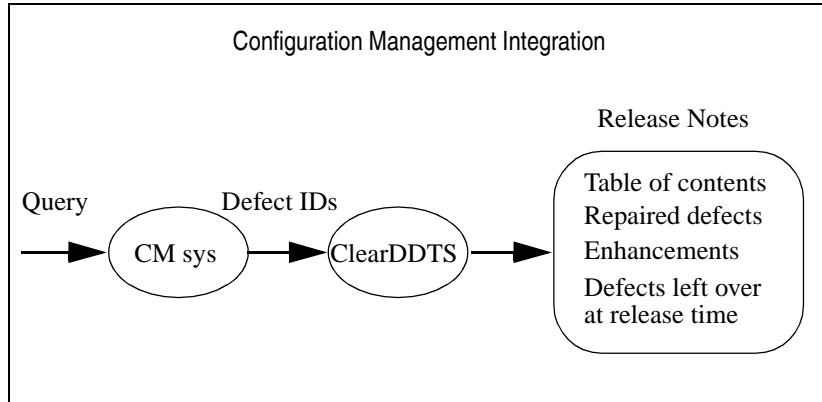 Configuration Management Integration
Release Notes
Query
Defect IDs
CM sys
ClearDDTS
Table of contents
Repaired defects
Enhancements
Defects left over
at release time